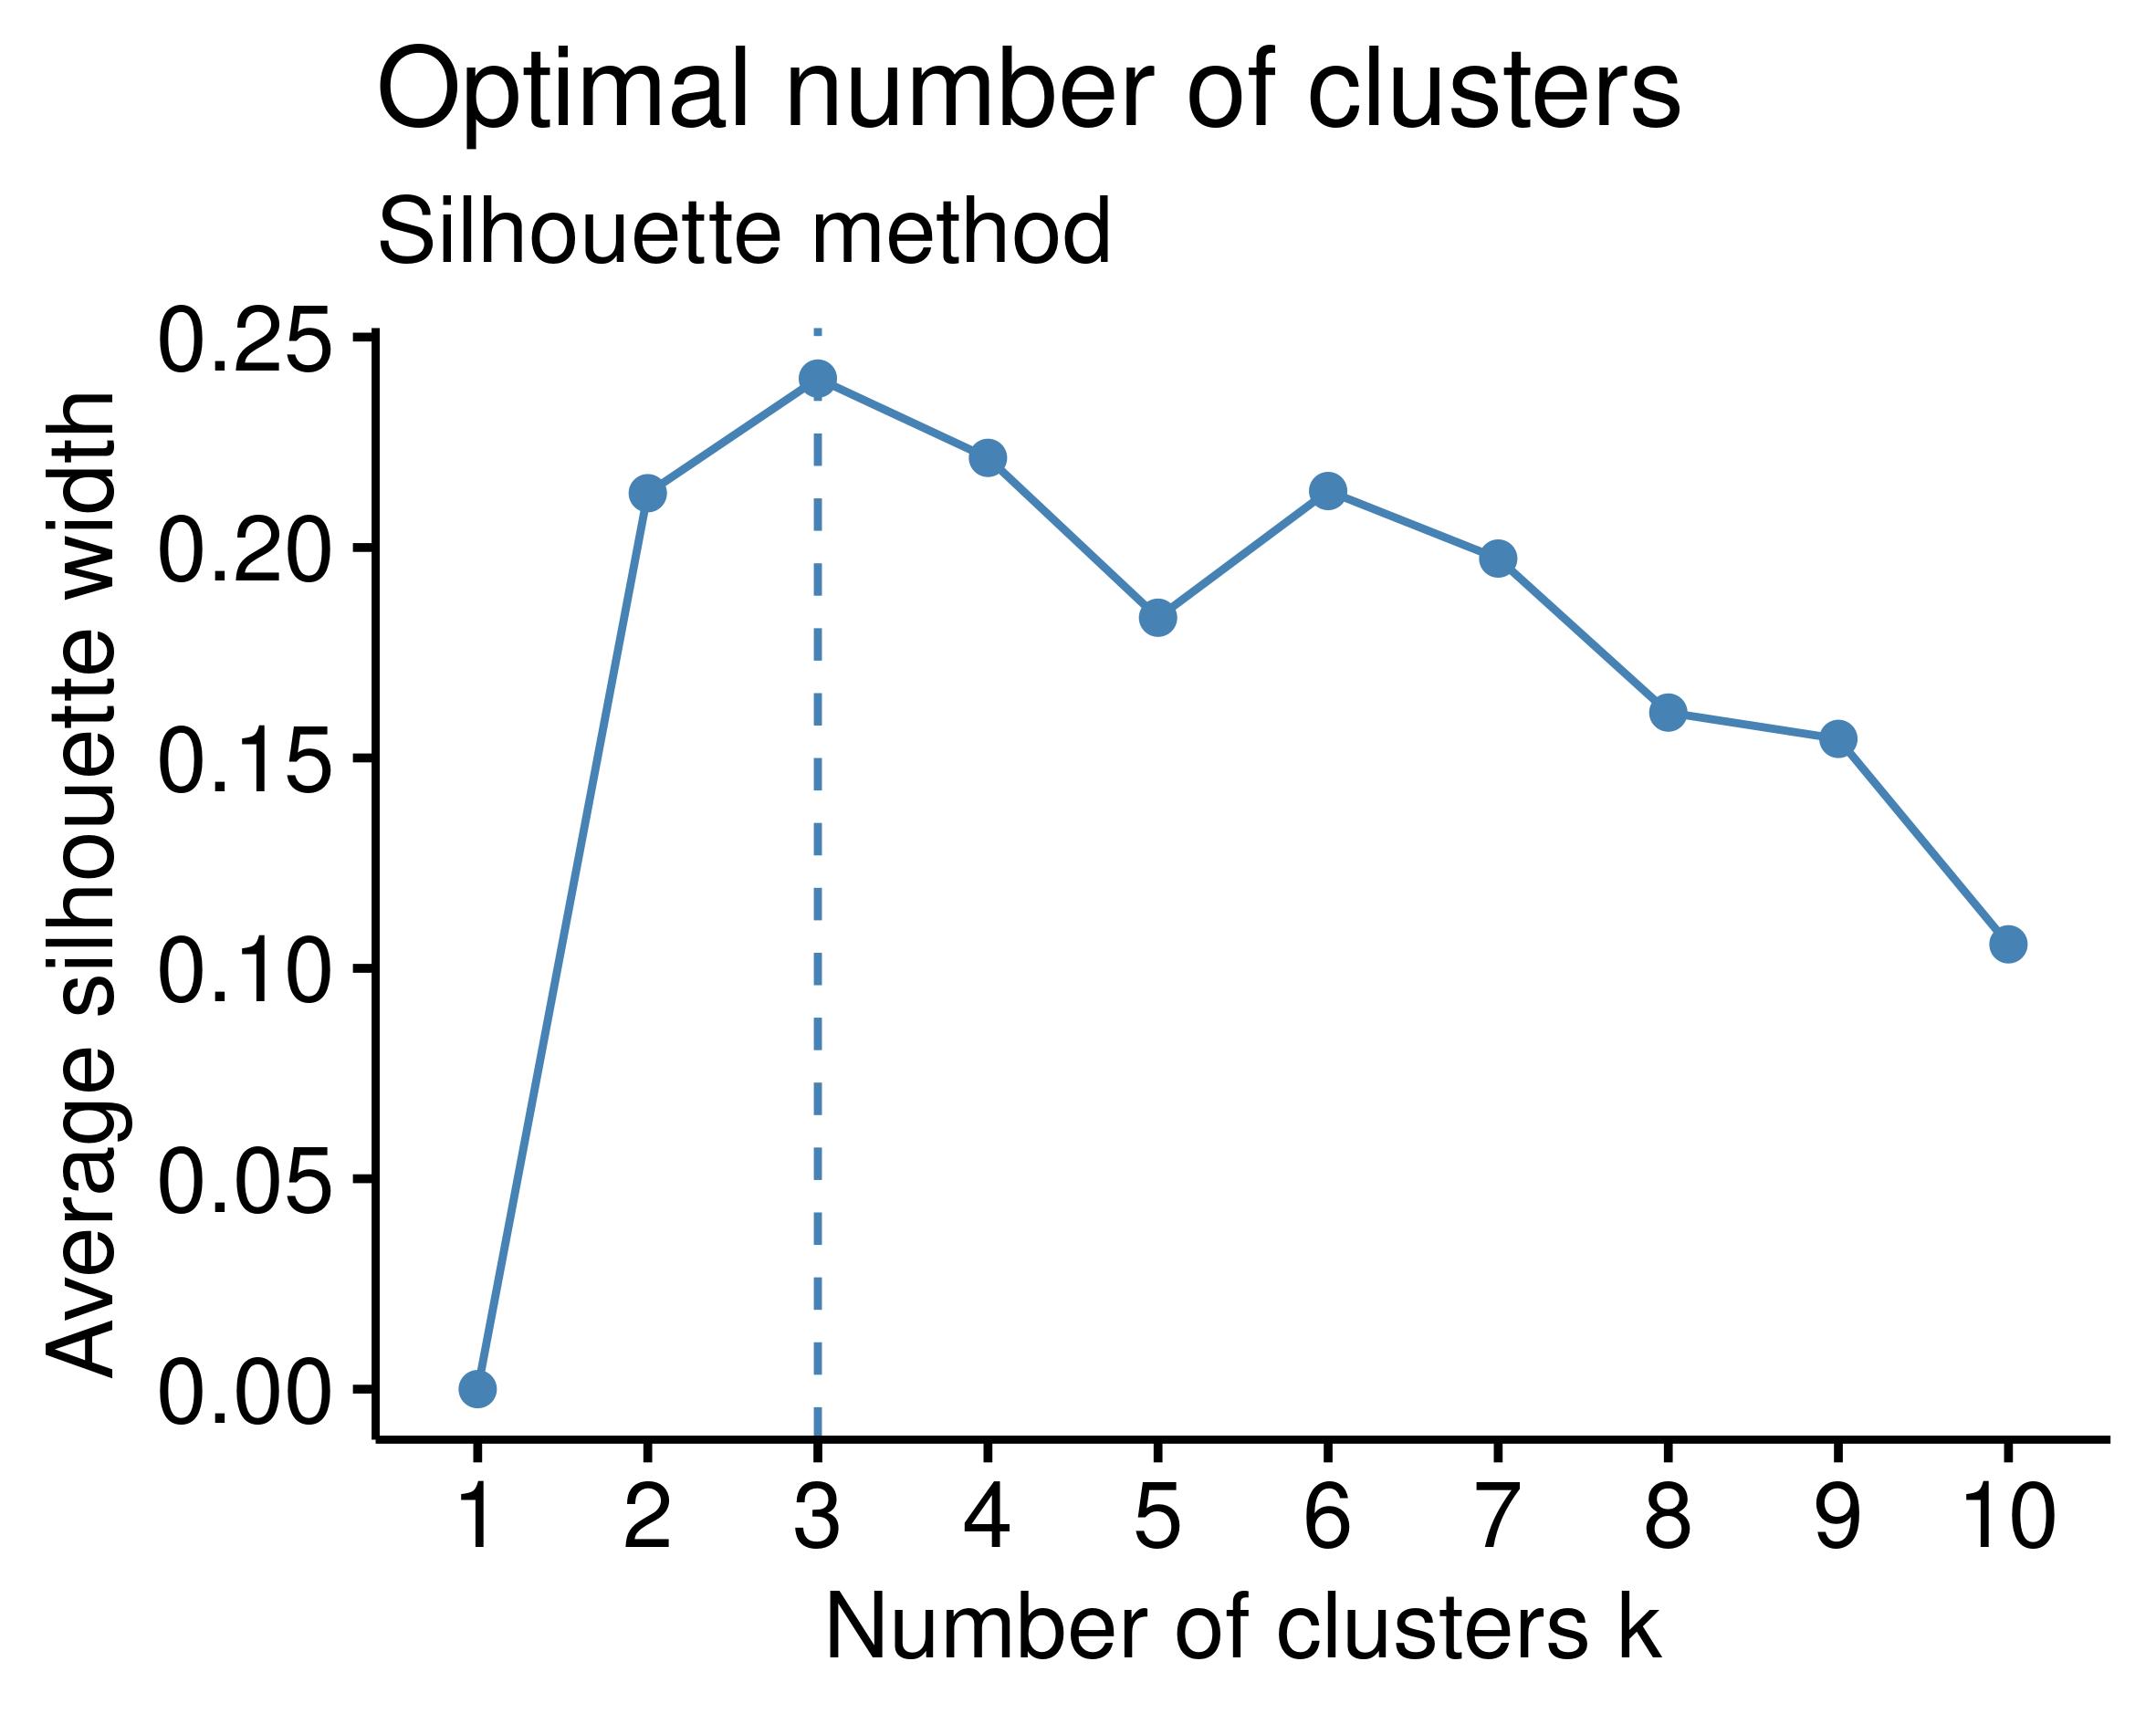 Optimal number of clusters
Silhouette method
Average silhouette width
0.25
0.20
0.15
0.10
0.05
0.00
1 2 3 4 5 6 7 8 9 10
Number of clusters k